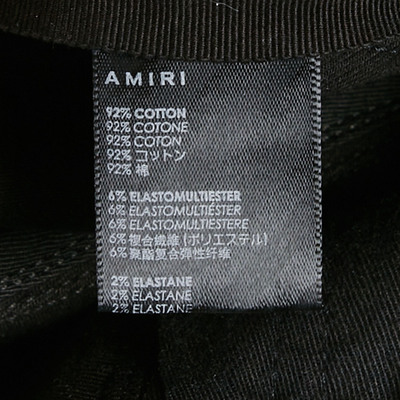 AMIRI
92% COTTON
92% COTONE
92% COTON
92% コットン
92% 棉
6% ELASTOMULTIESTER
6% ELASTOMULTIÉSTER
6% ELASTOMULTIESTERE
6% 複合繊維 (ポリエステル)
6% 聚酯复合弹性纤维
2% ELASTANE
2% ELASTANE
2% ELASTANE